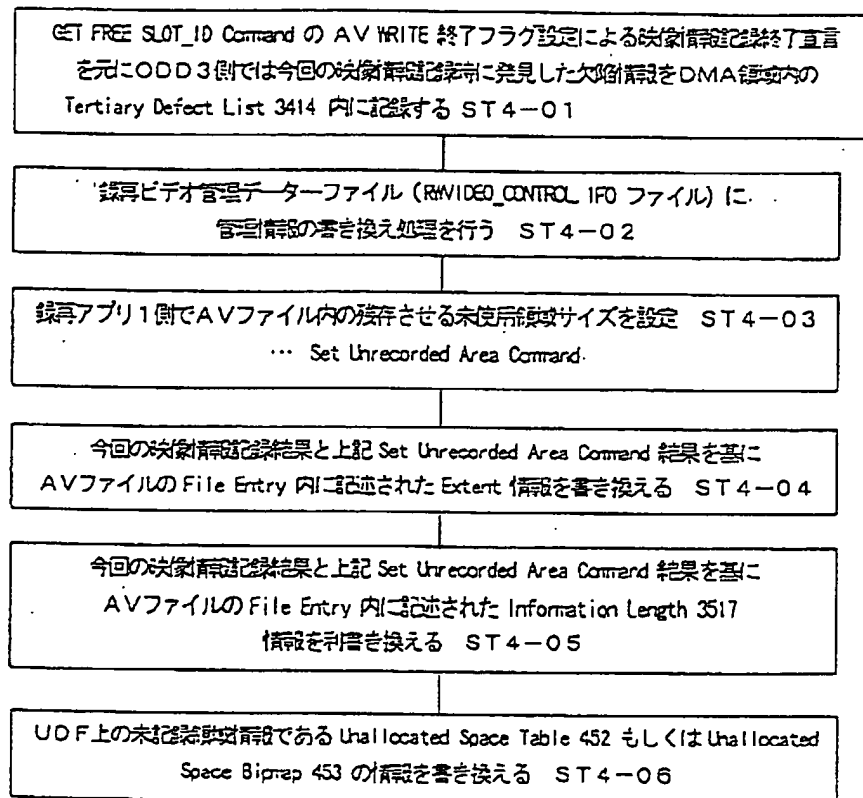 GET FREE SLOT_ID Command の AV WRITE 終了フラグ設定による映像情報記録終了宣言
を元にODD3側では今回の映像情報記録時に発見した欠陥情報をDMA領域内の
Tertiary Defect List 3414 内に記録する ST4-01
録再ビデオ管理データーファイル（RWVIDEO_CONTROL IFO ファイル）に
管理情報の書き換え処理を行う ST4-02
録再アプリ1側でAVファイル内の残存させる未使用領域サイズを設定 ST4-03
… Set Unrecorded Area Command
今回の映像情報記録結果と上記 Set Unrecorded Area Command 結果を基に
AVファイルの File Entry 内に記述された Extent 情報を書き換える ST4-04
今回の映像情報記録結果と上記 Set Unrecorded Area Command 結果を基に
AVファイルの File Entry 内に記述された Information Length 3517
情報を利書き換える ST4-05
UDF上の未記録領域情報である Unallocated Space Table 452 もしくは Unallocated
Space Bigmap 453 の情報を書き換える ST4-06